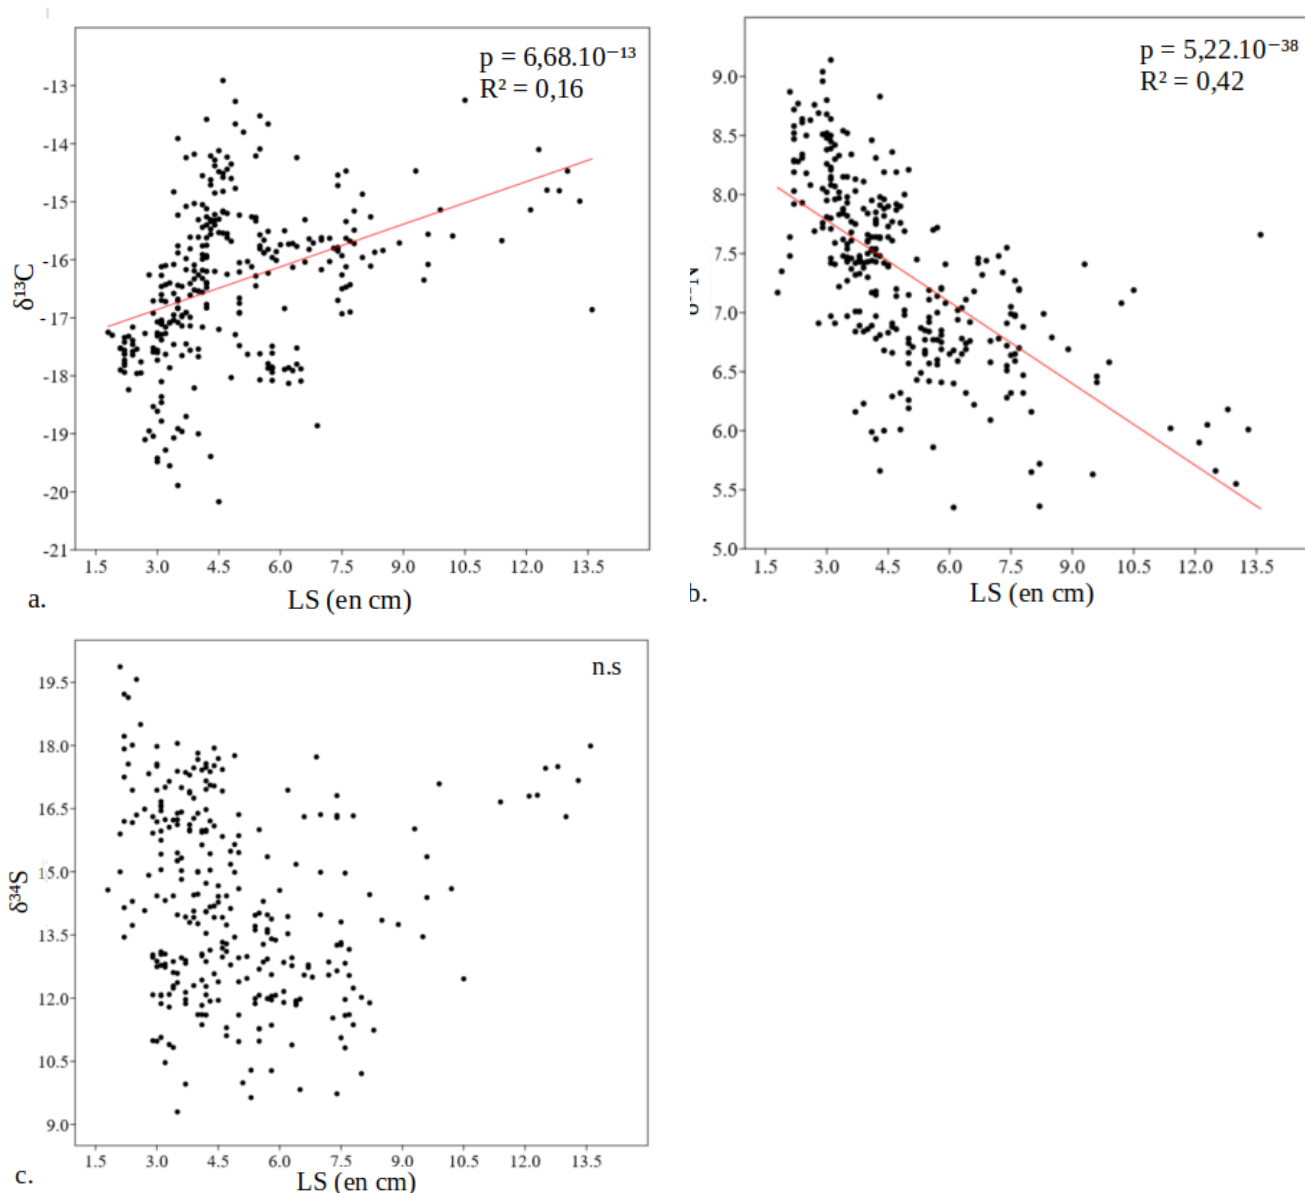 p = 6,68.10⁻¹³
R² = 0,16
-13
-14
-15
-16
-17
-18
-19
-20
-21
δ¹³C
1.5 3.0 4.5 6.0 7.5 9.0 10.5 12.0 13.5
a.
LS (en cm)
p = 5,22.10⁻³⁸
R² = 0,42
9.0
8.5
8.0
7.5
7.0
6.5
6.0
5.5
5.0
1.5 3.0 4.5 6.0 7.5 9.0 10.5 12.0 13.5
b.
LS (en cm)
n.s
19.5
18.0
16.5
15.0
13.5
12.0
10.5
9.0
δ³⁴S
1.5 3.0 4.5 6.0 7.5 9.0 10.5 12.0 13.5
c.
LS (en cm)